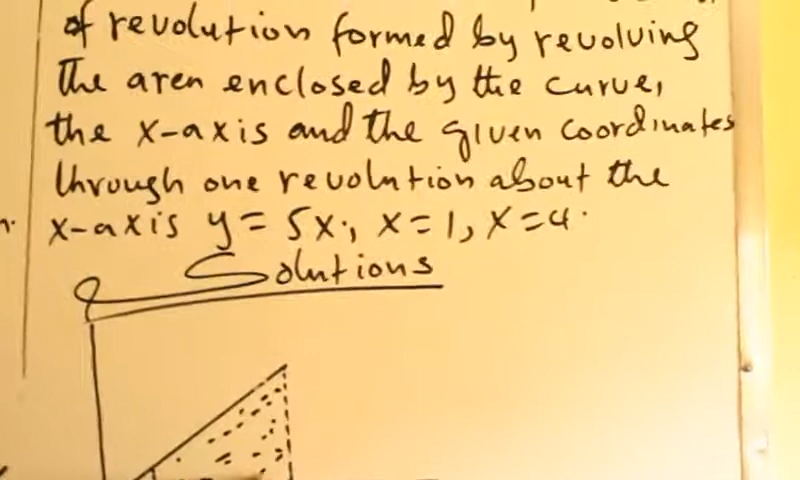 of revolution formed by revolving
The area enclosed by the curve,
the x-axis and the given coordinates
through one revolution about the
x-axis y = 5x; x = 1, x = 4.
Solutions